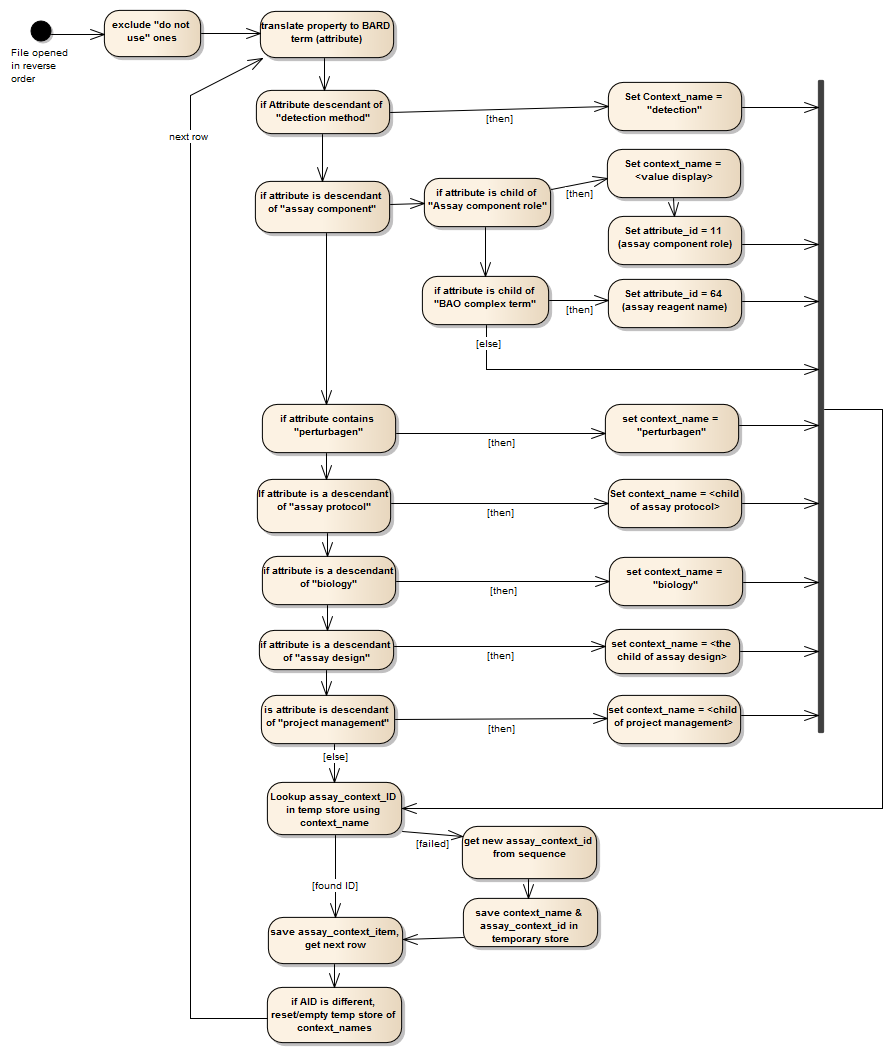 exclude "do not
use" ones
translate property to BARD
term (attribute)
File opened
in reverse
order
if Attribute descendant of
"detection method"
[then]
Set Context_name =
"detection"
next row
if attribute is descendant
of "assay component"
if attribute is child of
"Assay component role"
[then]
Set context_name =
<value display>
Set attribute_id = 11
(assay component role)
if attribute is child of
"BAO complex term"
[then]
Set attribute_id = 64
(assay reagent name)
[else]
if attribute contains
"perturbagen"
[then]
set context_name =
"perturbagen"
If attribute is a descendant
of "assay protocol"
[then]
Set context_name = <child
of assay protocol>
if attribute is a descendant
of "biology"
[then]
set context_name =
"biology"
if attribute is a descendant
of "assay design"
[then]
set context_name = <the
child of assay design>
is attribute is descendant
of "project management"
[then]
set context_name = <child
of project management>
[else]
Lookup assay_context_ID
in temp store using
context_name
[failed]
get new assay_context_id
from sequence
[found ID]
save context_name &
assay_context_id in
temporary store
save assay_context_item,
get next row
if AID is different,
reset/empty temp store of
context_names